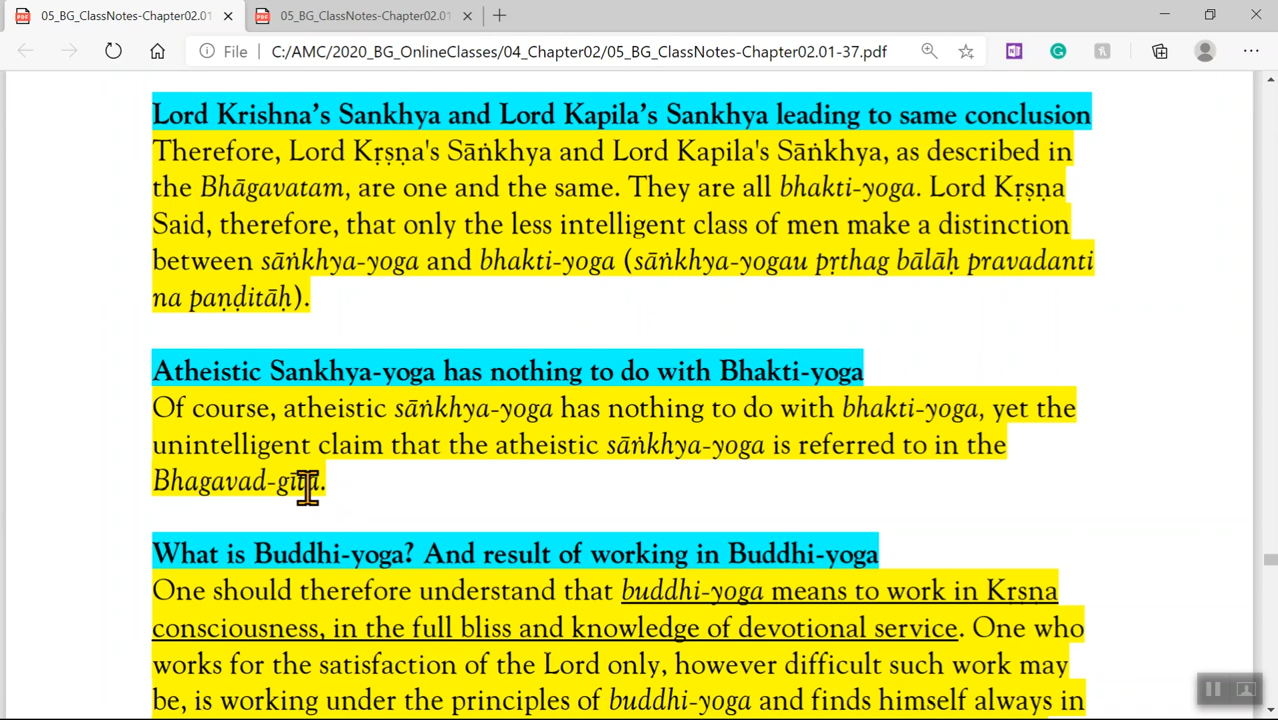 05_BG_ClassNotes-Chapter02.01
05_BG_ClassNotes-Chapter02.01
File
C:/AMC/2020_BG_OnlineClasses/04_Chapter02/05_BG_ClassNotes-Chapter02.01-37.pdf
Lord Krishna’s Sankhya and Lord Kapila’s Sankhya leading to same conclusion
Therefore, Lord Kṛṣṇa's Sāṅkhya and Lord Kapila's Sāṅkhya, as described in
the Bhāgavatam, are one and the same. They are all bhakti-yoga. Lord Kṛṣṇa
Said, therefore, that only the less intelligent class of men make a distinction
between sāṅkhya-yoga and bhakti-yoga (sāṅkhya-yogau pṛthag bālāḥ pravadanti
na paṇḍitāḥ).
Atheistic Sankhya-yoga has nothing to do with Bhakti-yoga
Of course, atheistic sāṅkhya-yoga has nothing to do with bhakti-yoga, yet the
unintelligent claim that the atheistic sāṅkhya-yoga is referred to in the
Bhagavad-gītā.
What is Buddhi-yoga? And result of working in Buddhi-yoga
One should therefore understand that buddhi-yoga means to work in Kṛṣṇa
consciousness, in the full bliss and knowledge of devotional service. One who
works for the satisfaction of the Lord only, however difficult such work may
be, is working under the principles of buddhi-yoga and finds himself always in